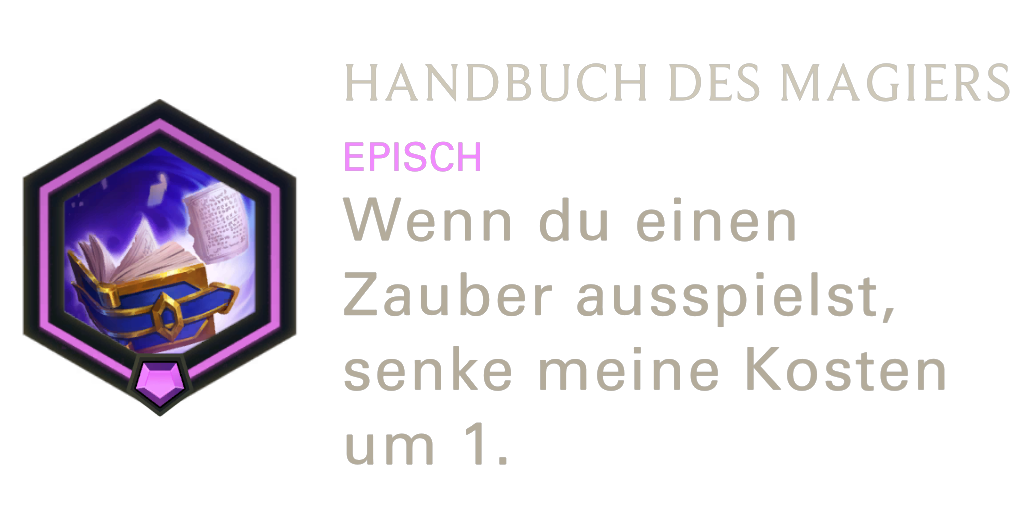 HANDBUCH DES MAGIERS
EPISCH
Wenn du einen
Zauber ausspielst,
senke meine Kosten
um 1.